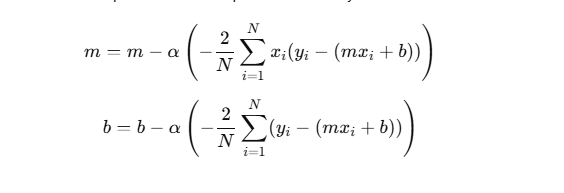 m = m − α ( − 2/N ∑_{i=1}^{N} x_i(y_i − (mx_i + b)) )
b = b − α ( − 2/N ∑_{i=1}^{N} (y_i − (mx_i + b)) )